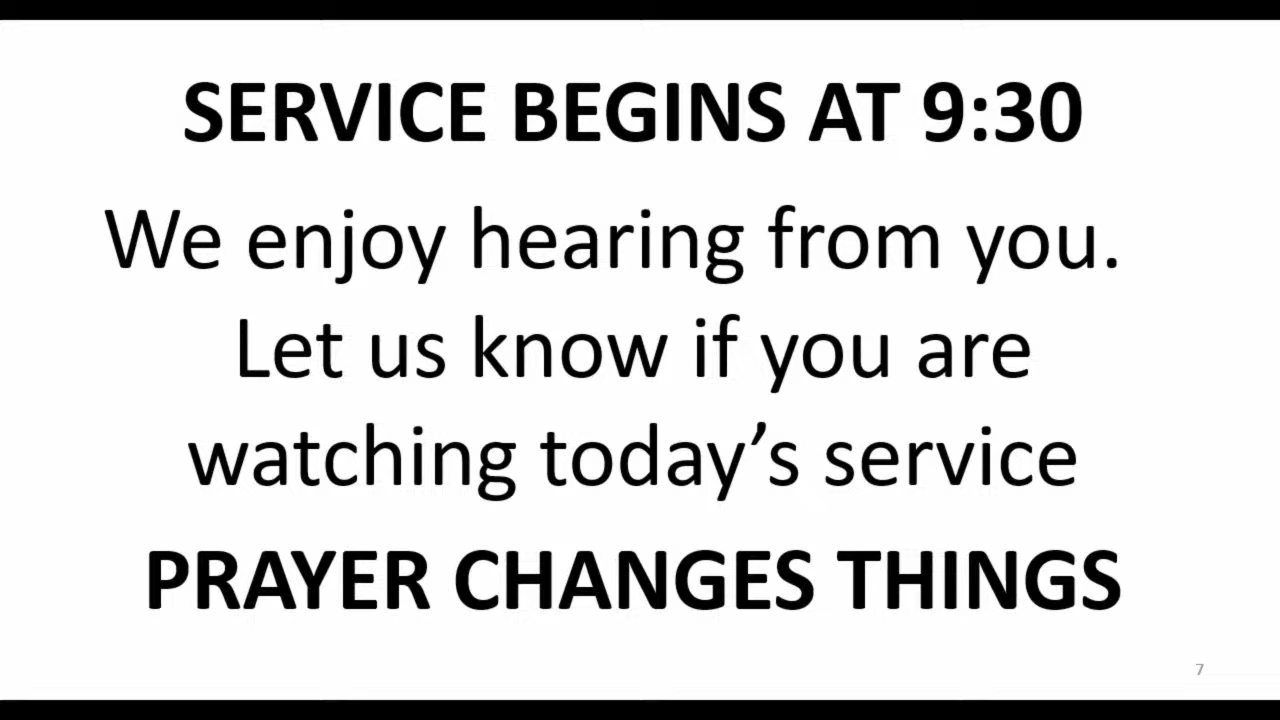 SERVICE BEGINS AT 9:30
We enjoy hearing from you.
Let us know if you are
watching today’s service
PRAYER CHANGES THINGS
7